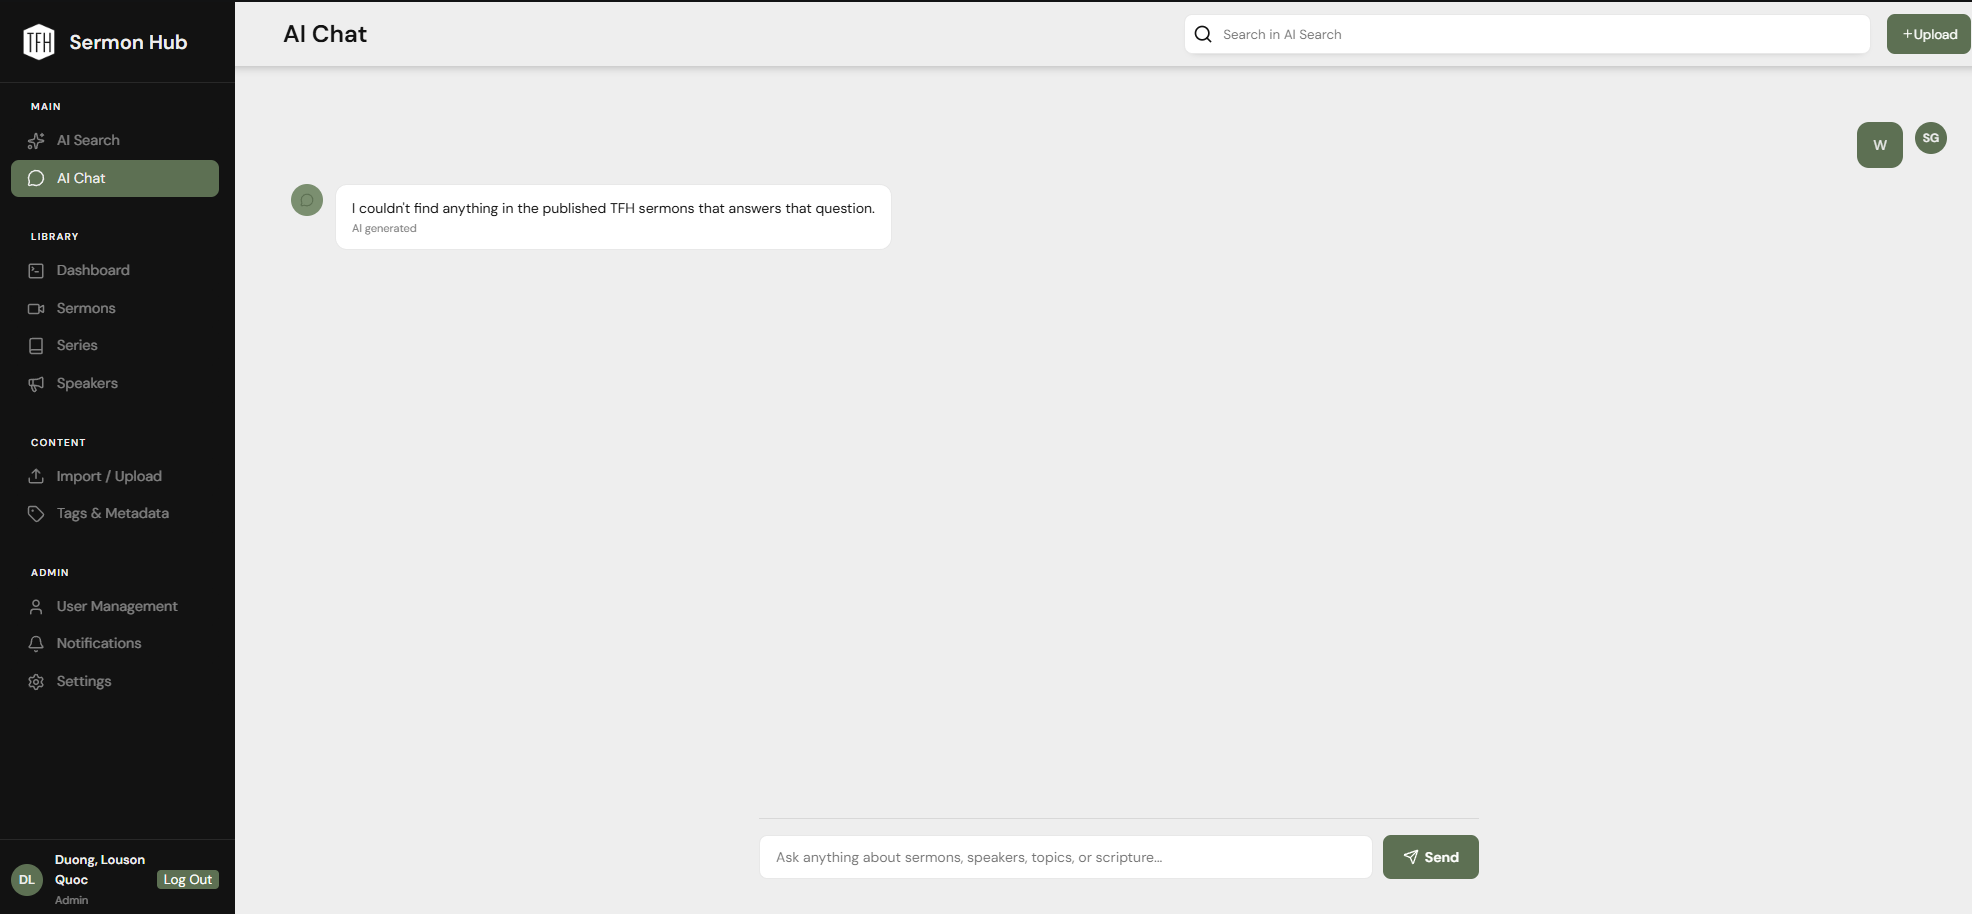 TFH
Sermon Hub
MAIN
AI Search
AI Chat
LIBRARY
Dashboard
Sermons
Series
Speakers
CONTENT
Import / Upload
Tags & Metadata
ADMIN
User Management
Notifications
Settings
Duong, Louson
Quoc
Admin
DL
Log Out
AI Chat
Search in AI Search
+Upload
W
SG
I couldn't find anything in the published TFH sermons that answers that question.
AI generated
Ask anything about sermons, speakers, topics, or scripture...
Send